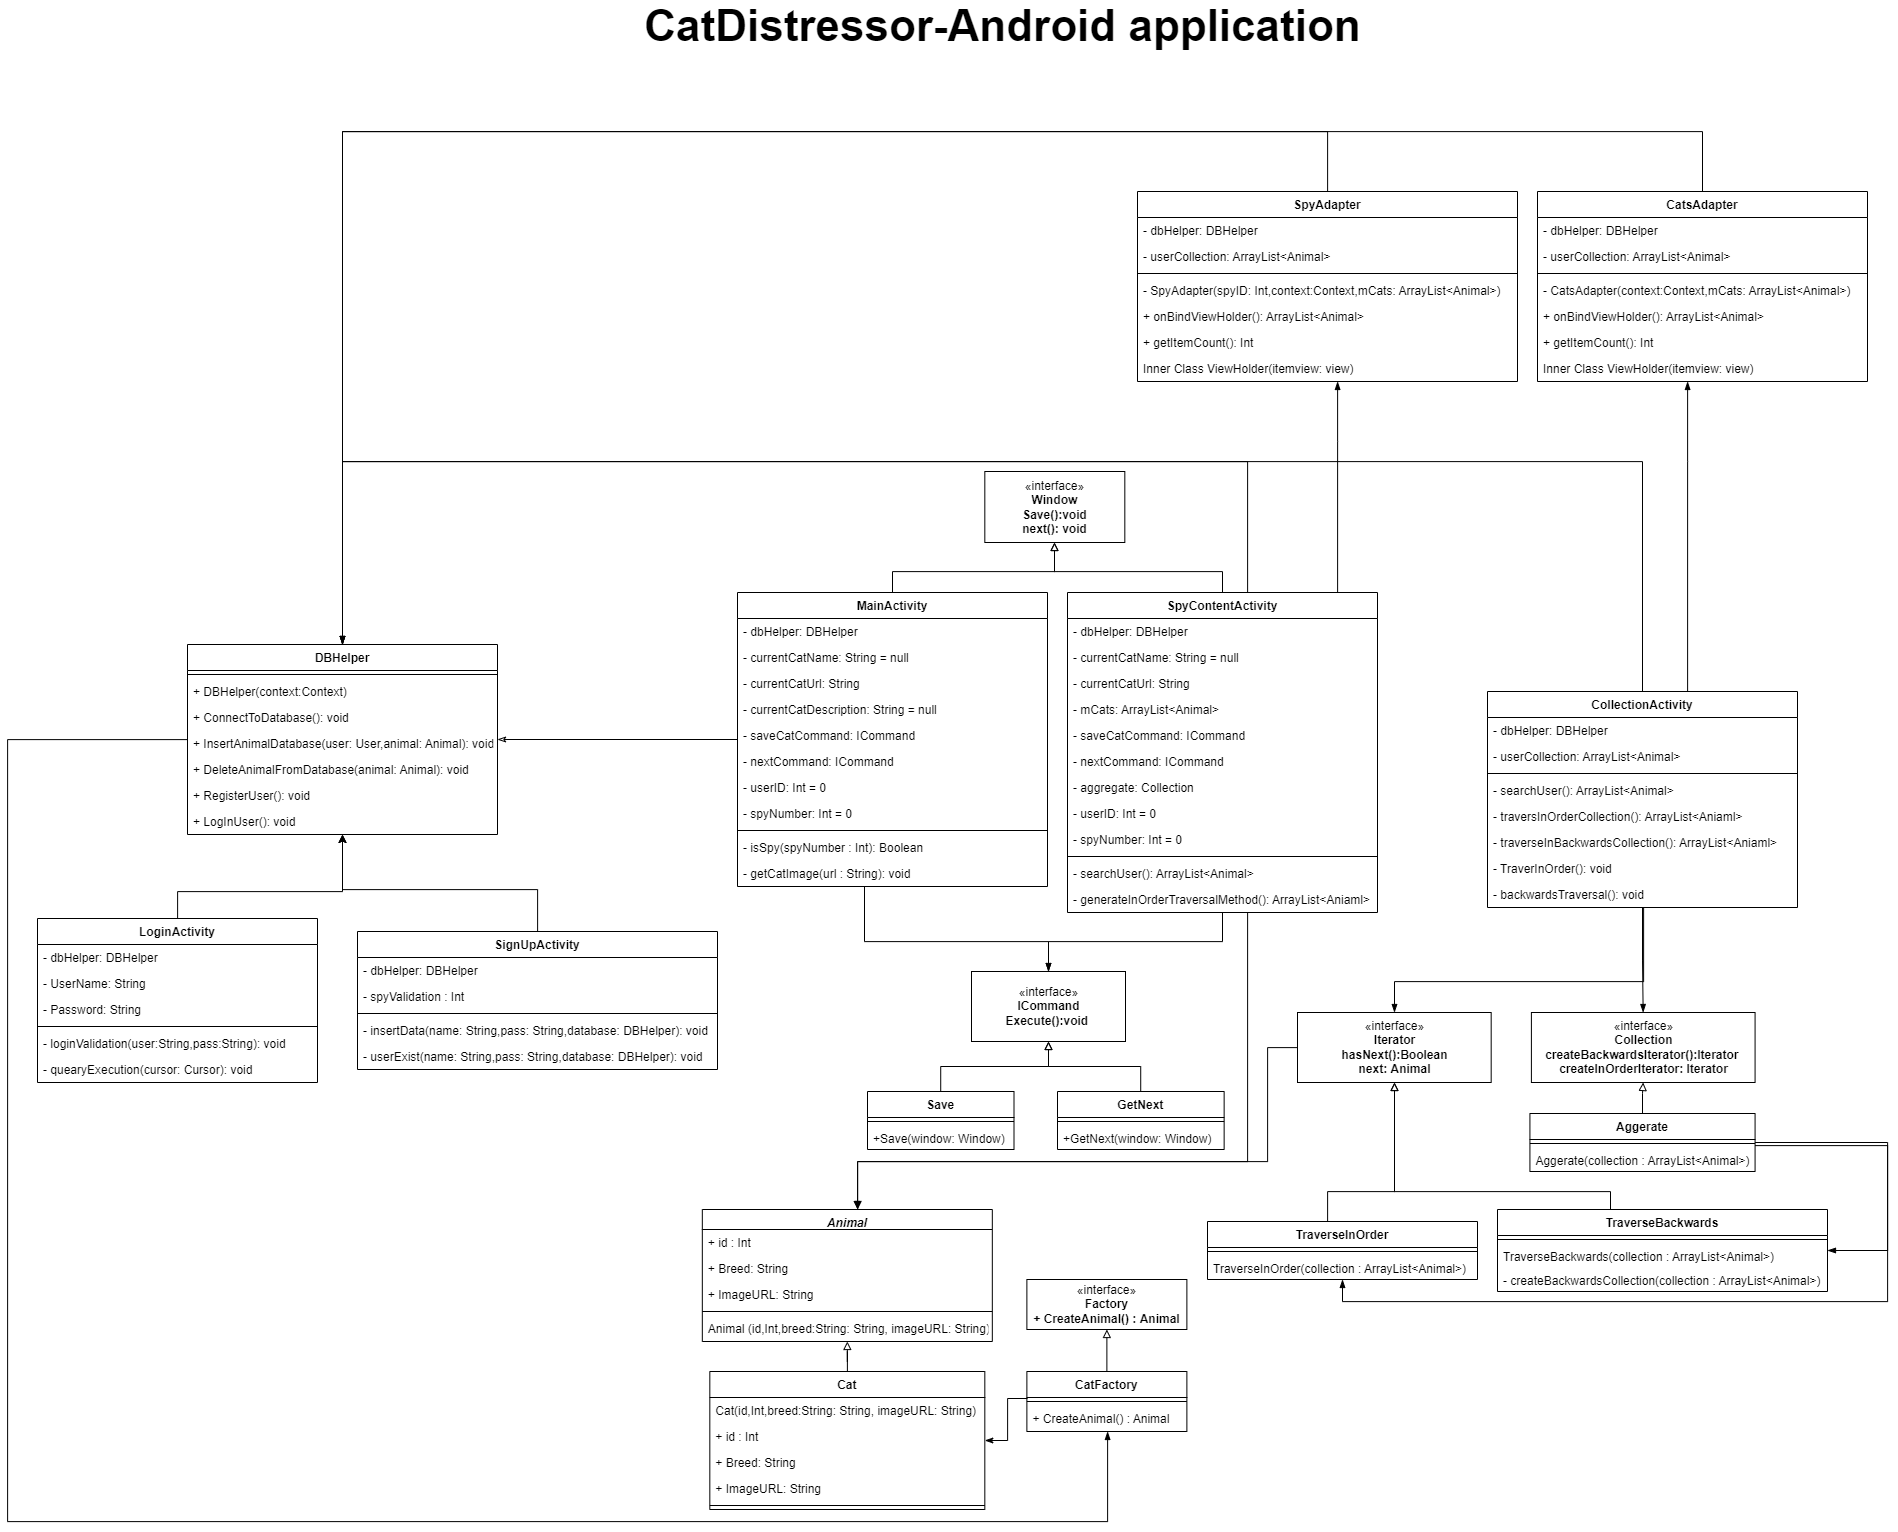 CatDistressor-Android application
SpyAdapter
- dbHelper: DBHelper
- userCollection: ArrayList<Animal>
- SpyAdapter(spyID: Int,context:Context,mCats: ArrayList<Animal>)
+ onBindViewHolder(): ArrayList<Animal>
+ getItemCount(): Int
Inner Class ViewHolder(itemview: view)
CatsAdapter
- dbHelper: DBHelper
- userCollection: ArrayList<Animal>
- CatsAdapter(context:Context,mCats: ArrayList<Animal>)
+ onBindViewHolder(): ArrayList<Animal>
+ getItemCount(): Int
Inner Class ViewHolder(itemview: view)
«interface»
Window
Save():void
next(): void
DBHelper
+ DBHelper(context:Context)
+ ConnectToDatabase(): void
+ InsertAnimalDatabase(user: User,animal: Animal): void
+ DeleteAnimalFromDatabase(animal: Animal): void
+ RegisterUser(): void
+ LogInUser(): void
MainActivity
- dbHelper: DBHelper
- currentCatName: String = null
- currentCatUrl: String
- currentCatDescription: String = null
- saveCatCommand: ICommand
- nextCommand: ICommand
- userID: Int = 0
- spyNumber: Int = 0
- isSpy(spyNumber : Int): Boolean
- getCatImage(url : String): void
SpyContentActivity
- dbHelper: DBHelper
- currentCatName: String = null
- currentCatUrl: String
- mCats: ArrayList<Animal>
- saveCatCommand: ICommand
- nextCommand: ICommand
- aggregate: Collection
- userID: Int = 0
- spyNumber: Int = 0
- searchUser(): ArrayList<Animal>
- generateInOrderTraversalMethod(): ArrayList<Aniaml>
CollectionActivity
- dbHelper: DBHelper
- userCollection: ArrayList<Animal>
- searchUser(): ArrayList<Animal>
- traversInOrderCollection(): ArrayList<Aniaml>
- traverseInBackwardsCollection(): ArrayList<Aniaml>
- TraverInOrder(): void
- backwardsTraversal(): void
LoginActivity
- dbHelper: DBHelper
- UserName: String
- Password: String
- loginValidation(user:String,pass:String): void
- quearyExecution(cursor: Cursor): void
SignUpActivity
- dbHelper: DBHelper
- spyValidation : Int
- insertData(name: String,pass: String,database: DBHelper): void
- userExist(name: String,pass: String,database: DBHelper): void
«interface»
ICommand
Execute():void
«interface»
Iterator
hasNext():Boolean
next: Animal
«interface»
Collection
createBackwardsIterator():Iterator
createInOrderIterator: Iterator
Save
+Save(window: Window)
GetNext
+GetNext(window: Window)
Aggerate
Aggerate(collection : ArrayList<Animal>)
Animal
+ id : Int
+ Breed: String
+ ImageURL: String
Animal (id,Int,breed:String: String, imageURL: String)
TraverseInOrder
TraverseInOrder(collection : ArrayList<Animal>)
TraverseBackwards
TraverseBackwards(collection : ArrayList<Animal>)
- createBackwardsCollection(collection : ArrayList<Animal>)
«interface»
Factory
+ CreateAnimal() : Animal
Cat
Cat(id,Int,breed:String: String, imageURL: String)
+ id : Int
+ Breed: String
+ ImageURL: String
CatFactory
+ CreateAnimal() : Animal